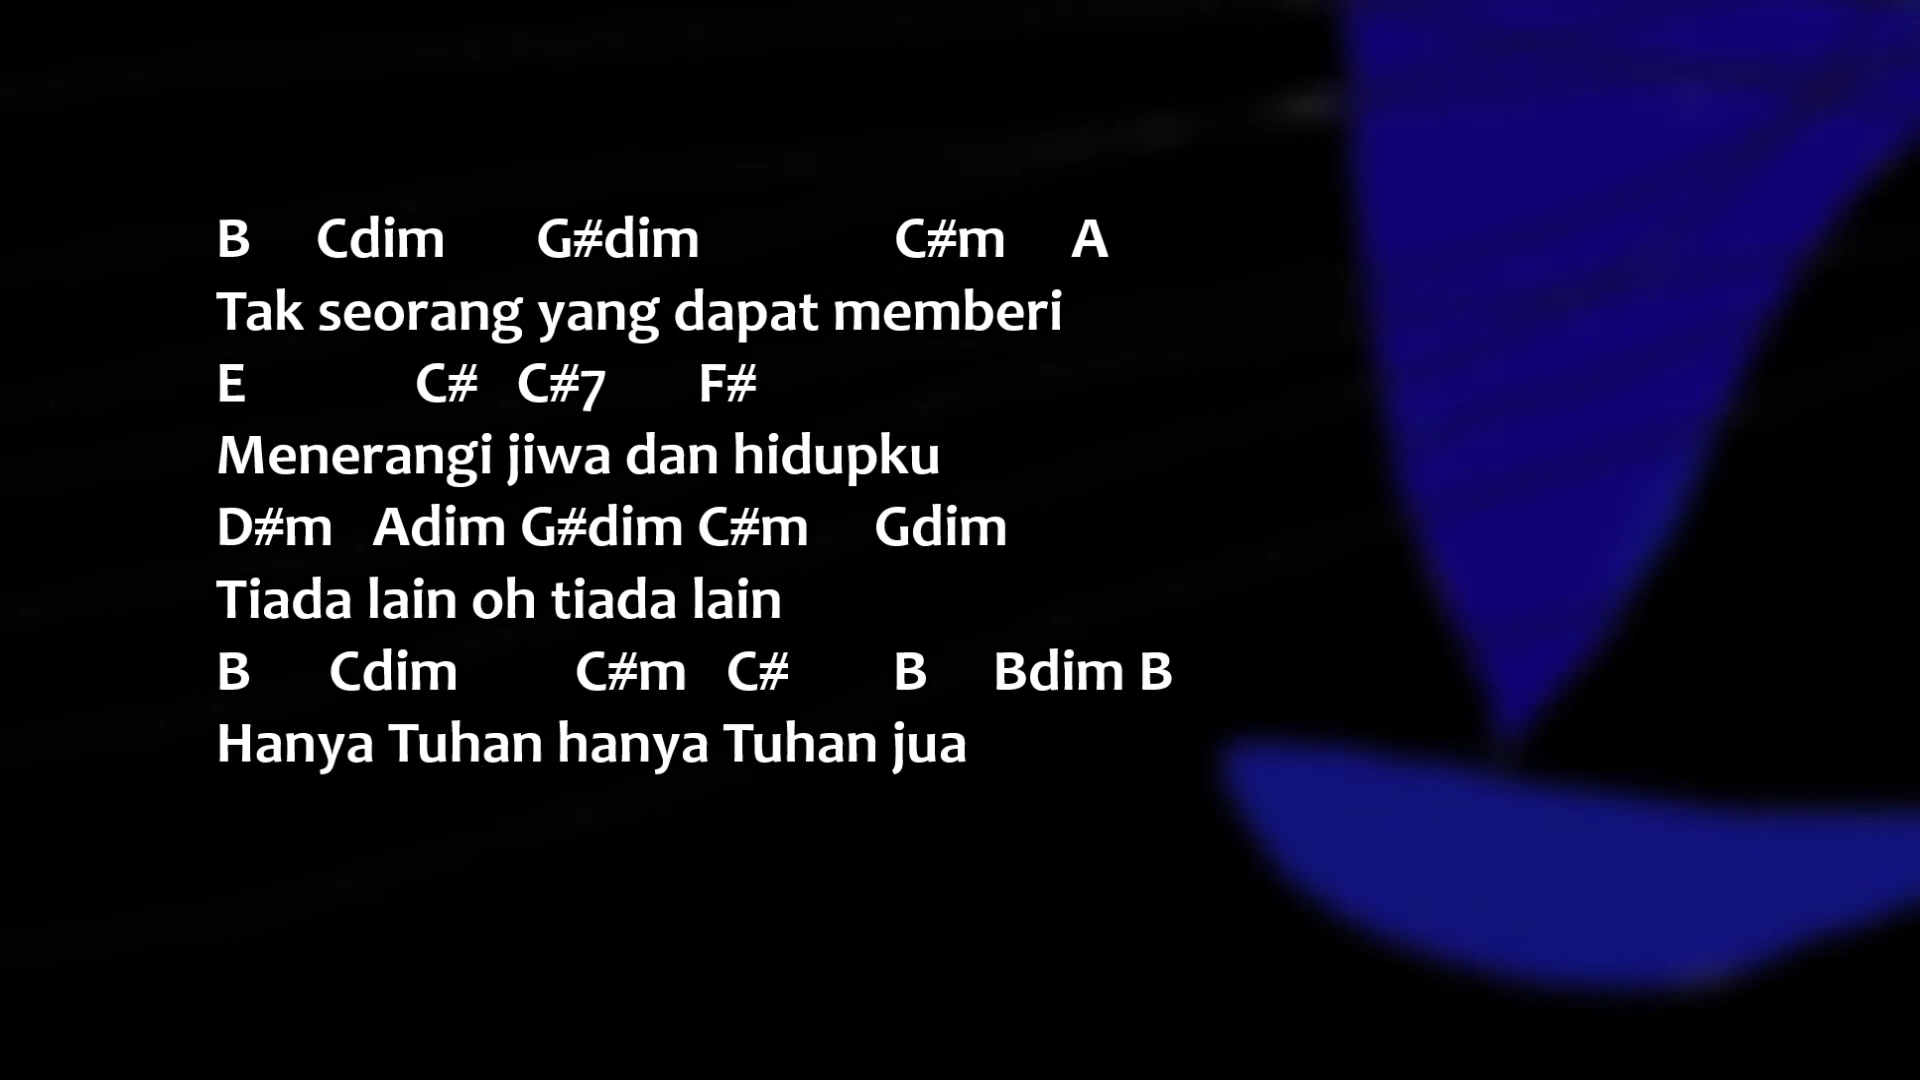 B Cdim G#dim C#m A
Tak seorang yang dapat memberi
E C# C#7 F#
Menerangi jiwa dan hidupku
D#m Adim G#dim C#m Gdim
Tiada lain oh tiada lain
B Cdim C#m C# B Bdim B
Hanya Tuhan hanya Tuhan jua